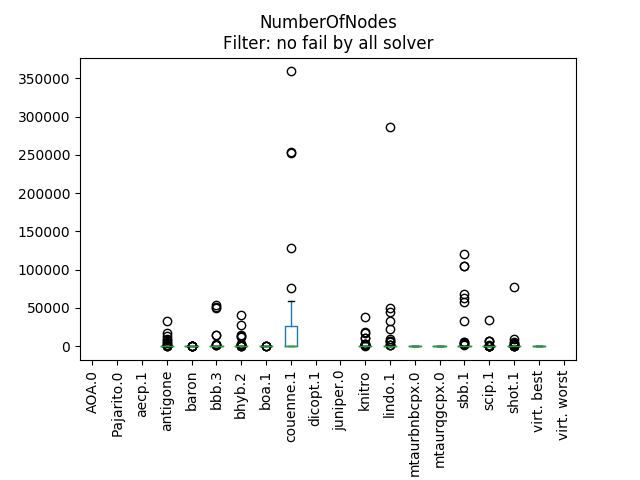 NumberOfNodes
Filter: no fail by all solver
350000
300000
250000
200000
150000
100000
50000
0
AOA.0
Pajarito.0
aecp.1
antigone
baron
bbb.3
bhyb.2
boa.1
couenne.1
dicopt.1
juniper.0
knitro
lindo.1
mtaurbnbcpx.0
mtaurqgcpx.0
sbb.1
scip.1
shot.1
virt. best
virt. worst